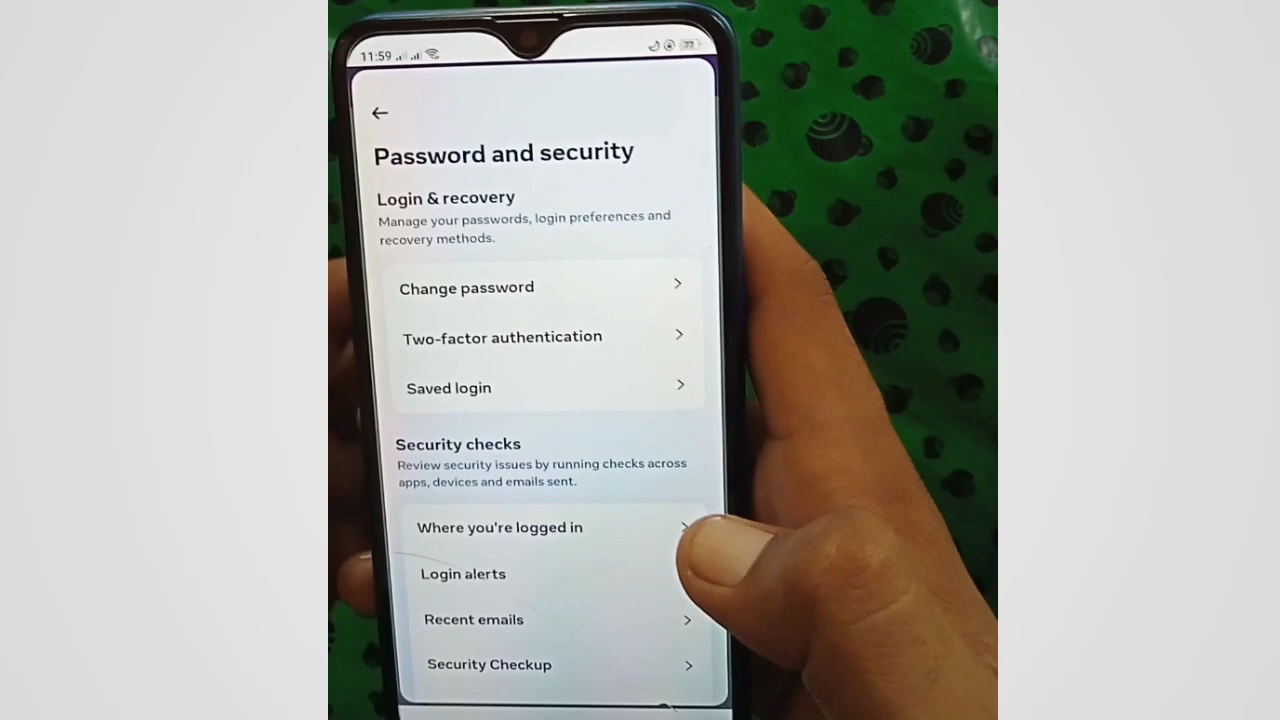 11:59
77
Password and security
Login & recovery
Manage your passwords, login preferences and
recovery methods.
Change password
Two-factor authentication
Saved login
Security checks
Review security issues by running checks across
apps, devices and emails sent.
Where you're logged in
Login alerts
Recent emails
Security Checkup